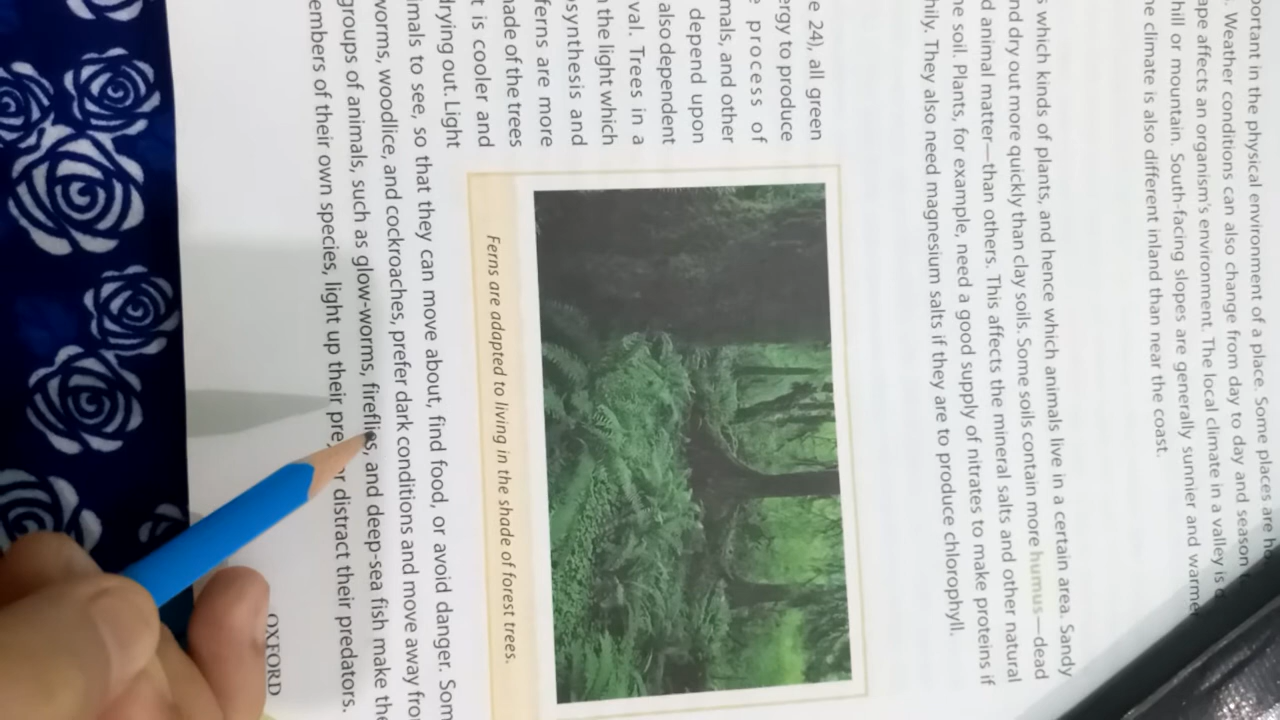 portant in the physical environment of a place. Some places are
. Weather conditions can also change from day to day and season
ape affects an organism's environment. The local climate in a valley is
hill or mountain. South-facing slopes are generally sunnier and warmer
he climate is also different inland than near the coast.
s which kinds of plants, and hence which animals live in a certain area. Sandy
nd dry out more quickly than clay soils. Some soils contain more humus—dead
d animal matter—than others. This affects the mineral salts and other natural
he soil. Plants, for example, need a good supply of nitrates to make proteins if
hily. They also need magnesium salts if they are to produce chlorophyll.
e 24), all green
ergy to produce
e process of
mals, and other
depend upon
also dependent
val. Trees in a
the light which
synthesis and
ferns are more
made of the trees
t is cooler and
drying out. Light
Ferns are adapted to living in the shade of forest trees.
imals to see, so that they can move about, find food, or avoid danger. Som
worms, woodlice, and cockroaches, prefer dark conditions and move away fro
groups of animals, such as glow-worms, fireflies, and deep-sea fish make the
embers of their own species, light up their pre or distract their predators.
OXFORD